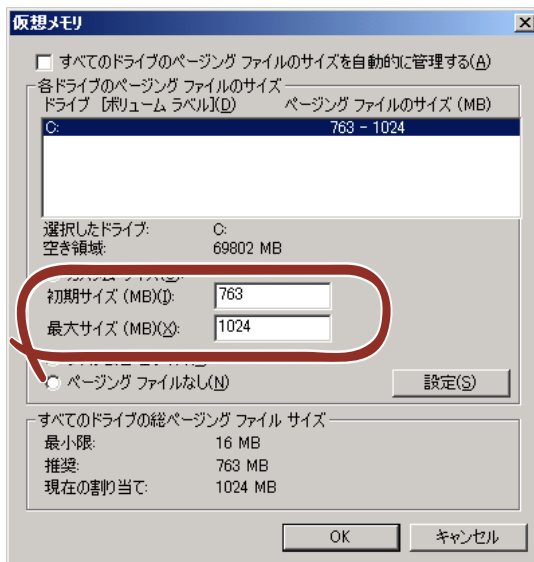 仮想メモリ
すべてのドライブのページング ファイルのサイズを自動的に管理する(A)
各ドライブのページング ファイルのサイズ
ドライブ [ボリューム ラベル](D) ページング ファイルのサイズ (MB)
C: 763 - 1024
選択したドライブ: C:
空き領域: 69802 MB
初期サイズ (MB)(I): 763
最大サイズ (MB)(X): 1024
ページング ファイルなし(N) 設定(S)
すべてのドライブの総ページング ファイル サイズ
最小限: 16 MB
推奨: 763 MB
現在の割り当て: 1024 MB
OK キャンセル